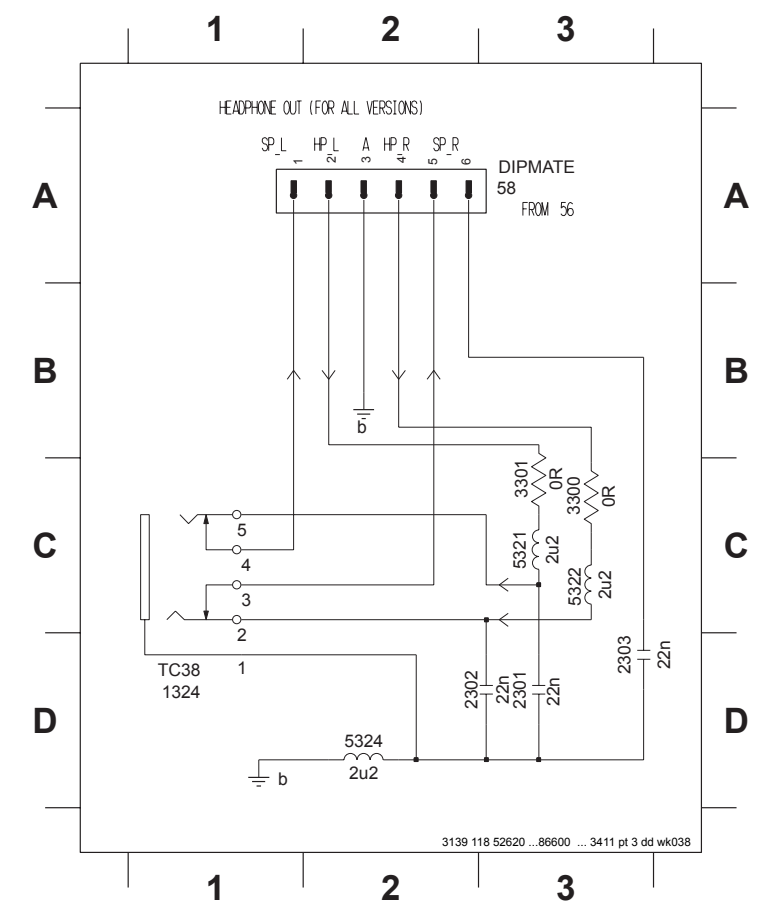 1 2 3
HEADPHONE OUT (FOR ALL VERSIONS)
SP_L HP_L A HP_R SP_R
1 2 3 4 5 6
DIPMATE
58
FROM 56
A A
B B
b
3301
0R
3300
0R
C C
5
4
3
2
1
5321
2u2
5322
2u2
TC38
1324
2302
22n
2301
22n
2303
22n
D D
5324
2u2
b
3139 118 52620 ...86600 ... 3411 pt 3 dd wk038
1 2 3